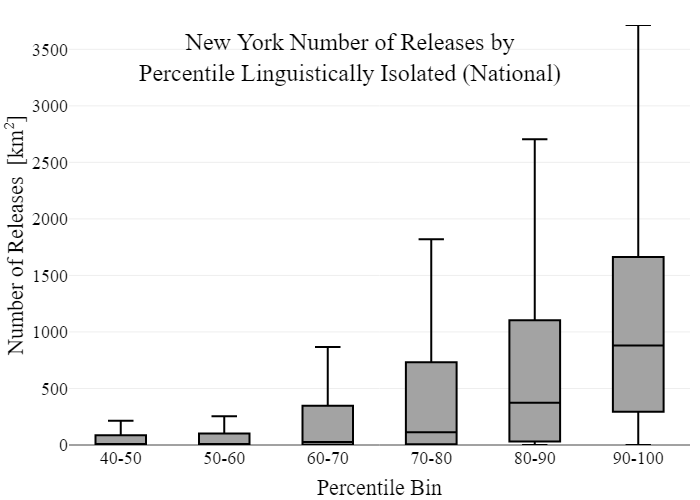 New York Number of Releases by
Percentile Linguistically Isolated (National)
Number of Releases [km²]
3500
3000
2500
2000
1500
1000
500
0
40-50 50-60 60-70 70-80 80-90 90-100
Percentile Bin